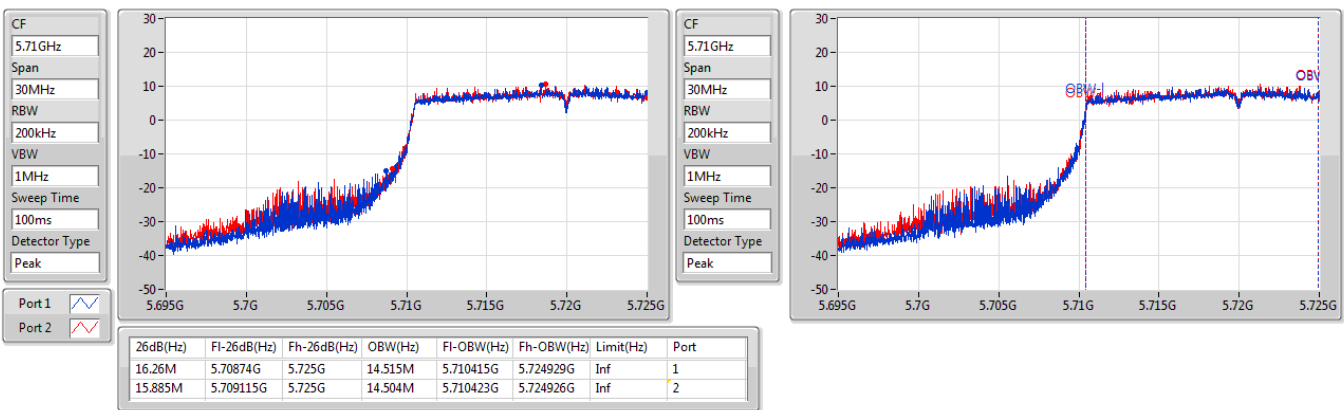 CF
5.71GHz
Span
30MHz
RBW
200kHz
VBW
1MHz
Sweep Time
100ms
Detector Type
Peak
Port 1
Port 2
30
20
10
0
-10
-20
-30
-40
-50
5.695G 5.7G 5.705G 5.71G 5.715G 5.72G 5.725G
CF
5.71GHz
Span
30MHz
RBW
200kHz
VBW
1MHz
Sweep Time
100ms
Detector Type
Peak
30
20
10
0
-10
-20
-30
-40
-50
OBW-l
OBV
5.695G 5.7G 5.705G 5.71G 5.715G 5.72G 5.725G
26dB(Hz) Fl-26dB(Hz) Fh-26dB(Hz) OBW(Hz) Fl-OBW(Hz) Fh-OBW(Hz) Limit(Hz) Port
16.26M 5.70874G 5.725G 14.515M 5.710415G 5.724929G Inf 1
15.885M 5.709115G 5.725G 14.504M 5.710423G 5.724926G Inf 2